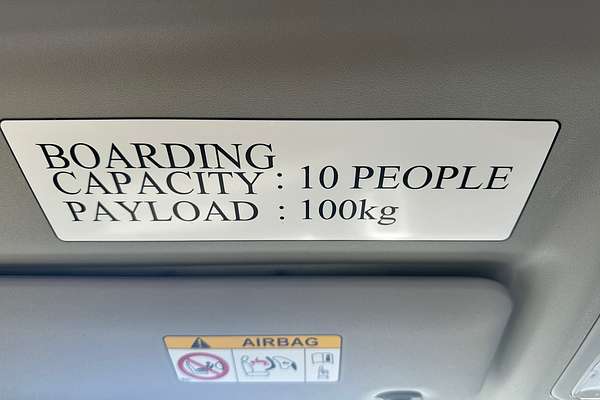 BOARDING
CAPACITY : 10 PEOPLE
PAYLOAD : 100kg
AIRBAG